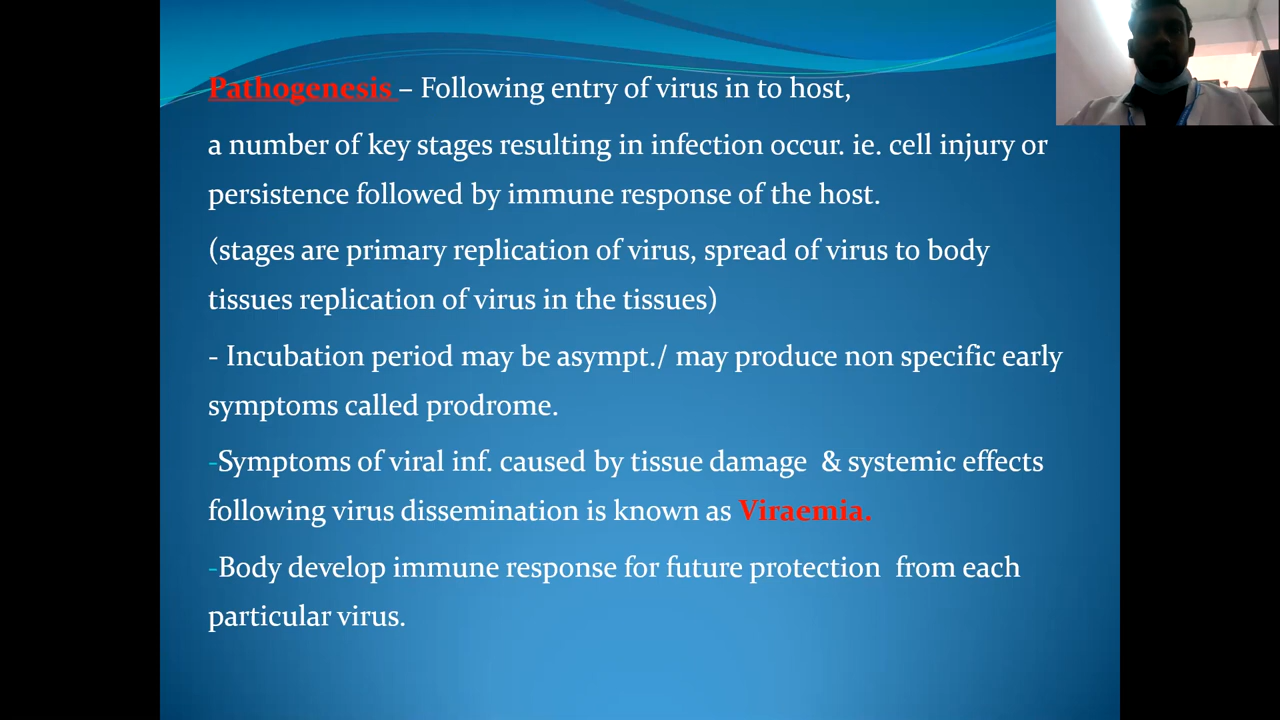 Pathogenesis – Following entry of virus in to host,
a number of key stages resulting in infection occur. ie. cell injury or
persistence followed by immune response of the host.
(stages are primary replication of virus, spread of virus to body
tissues replication of virus in the tissues)
- Incubation period may be asympt./ may produce non specific early
symptoms called prodrome.
-Symptoms of viral inf. caused by tissue damage & systemic effects
following virus dissemination is known as Viraemia.
-Body develop immune response for future protection from each
particular virus.